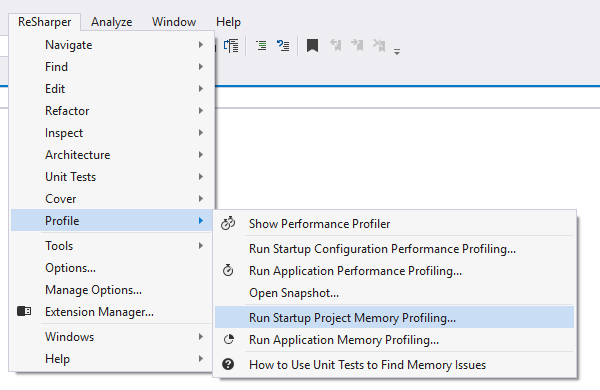 ReSharper Analyze Window Help
Navigate
Find
Edit
Refactor
Inspect
Architecture
Unit Tests
Cover
Profile
Tools
Options...
Manage Options...
Extension Manager...
Windows
Help
Show Performance Profiler
Run Startup Configuration Performance Profiling...
Run Application Performance Profiling...
Open Snapshot...
Run Startup Project Memory Profiling...
Run Application Memory Profiling...
How to Use Unit Tests to Find Memory Issues